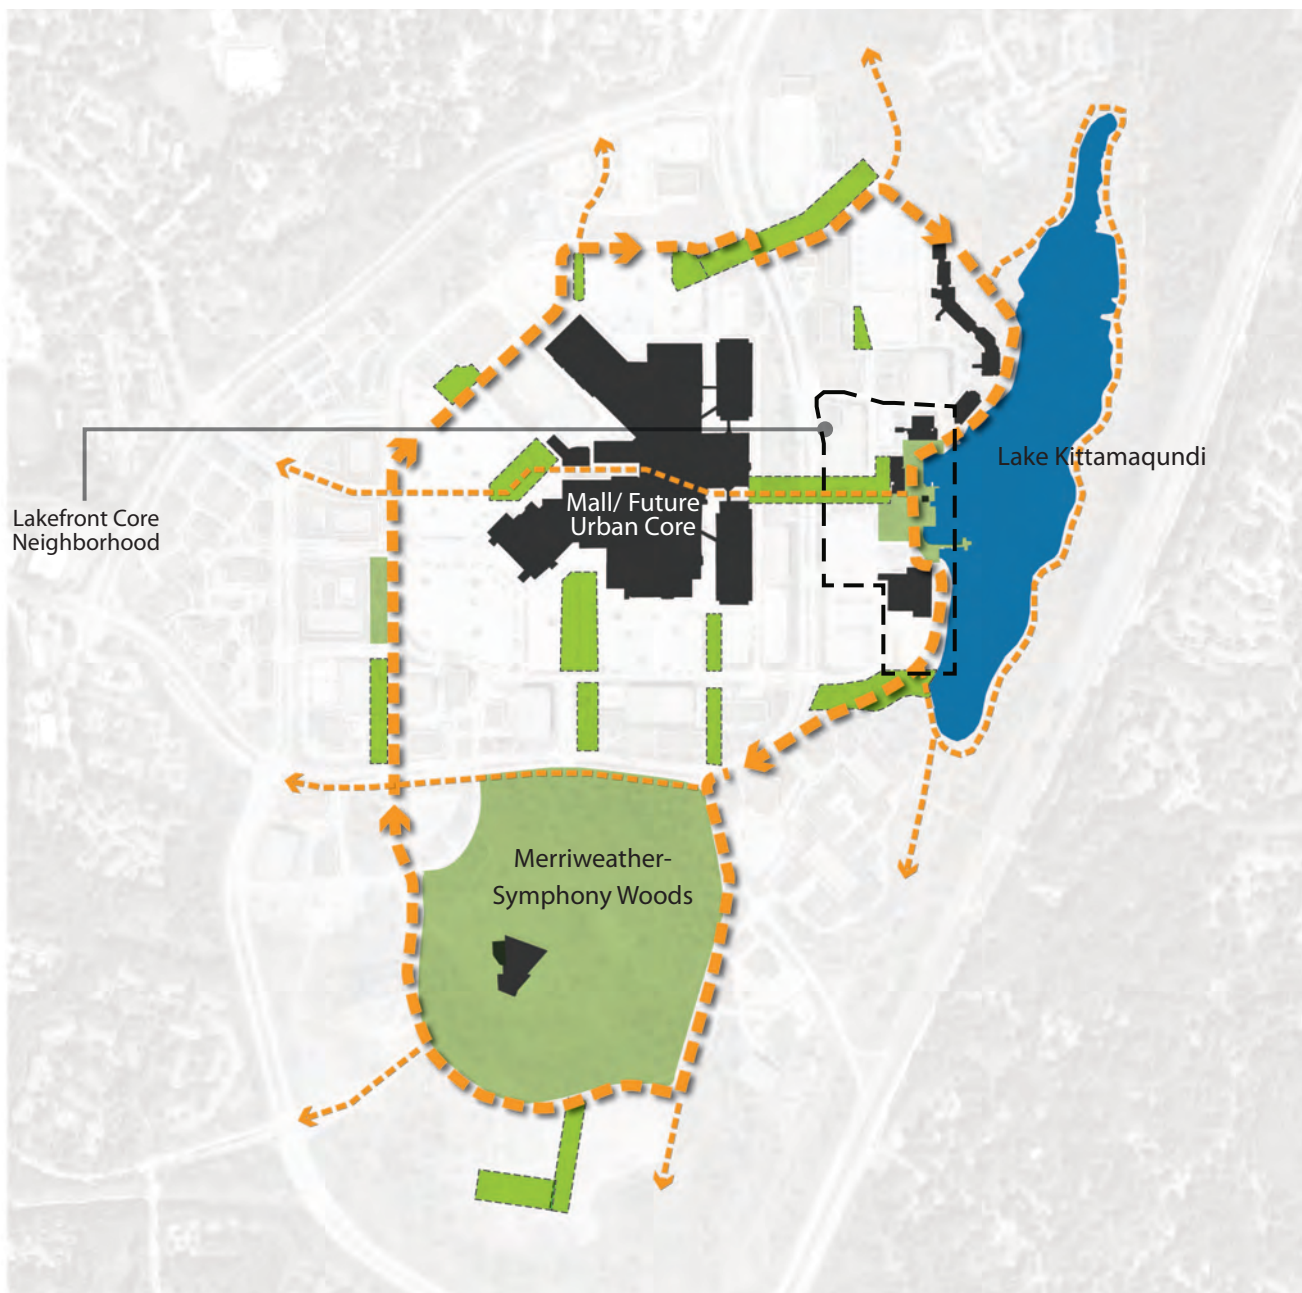 Lake Kittamaqundi
Lakefront Core
Neighborhood
Mall/ Future
Urban Core
Merriweather-
Symphony Woods